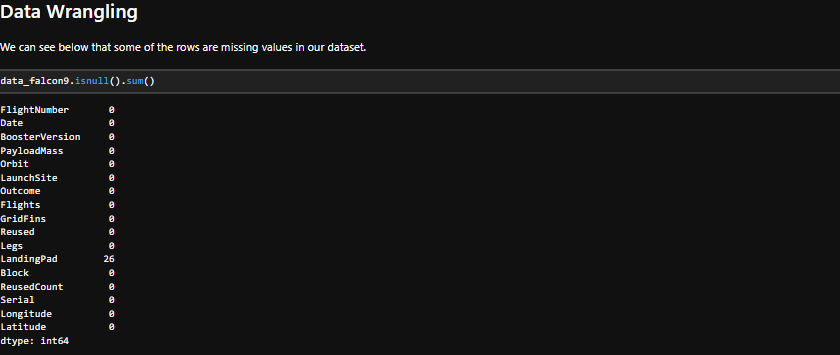 Data Wrangling
We can see below that some of the rows are missing values in our dataset.
data_falcon9.isnull().sum()
FlightNumber 0
Date 0
BoosterVersion 0
PayloadMass 0
Orbit 0
LaunchSite 0
Outcome 0
Flights 0
GridFins 0
Reused 0
Legs 0
LandingPad 26
Block 0
ReusedCount 0
Serial 0
Longitude 0
Latitude 0
dtype: int64